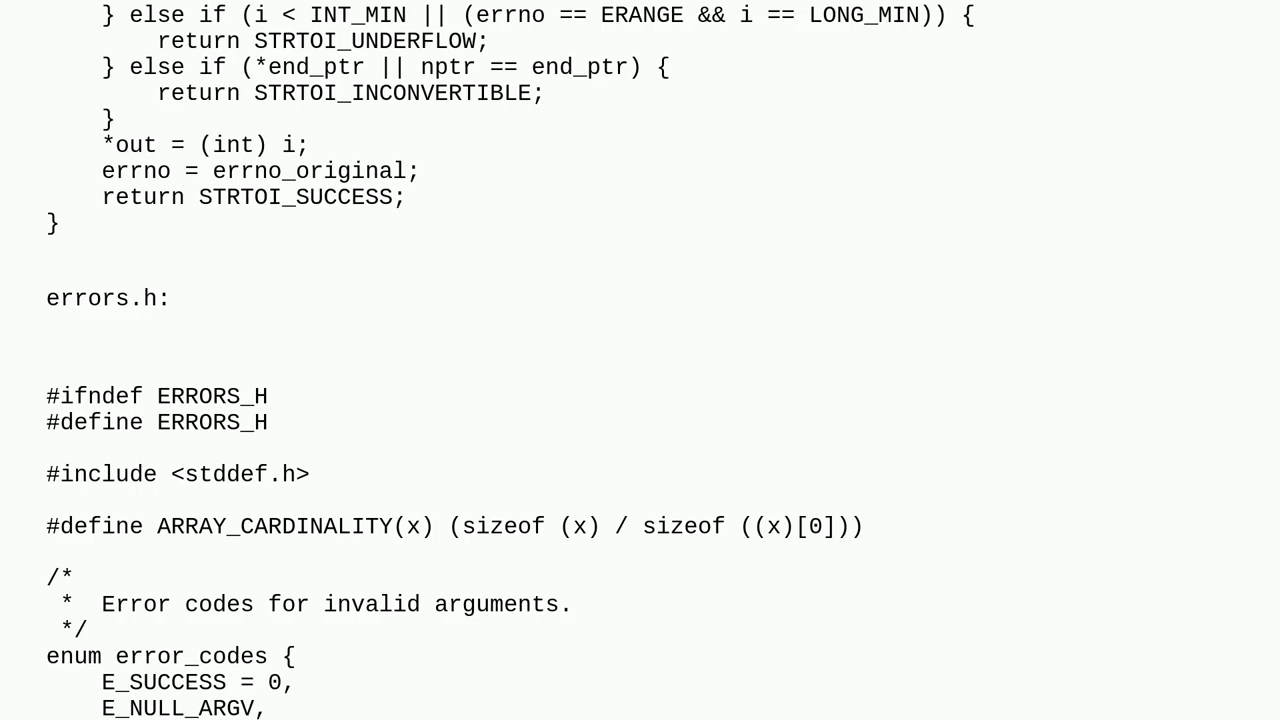 } else if (i < INT_MIN || (errno == ERANGE && i == LONG_MIN)) {
        return STRTOI_UNDERFLOW;
    } else if (*end_ptr || nptr == end_ptr) {
        return STRTOI_INCONVERTIBLE;
    }
    *out = (int) i;
    errno = errno_original;
    return STRTOI_SUCCESS;
}
errors.h:
#ifndef ERRORS_H
#define ERRORS_H
#include <stddef.h>
#define ARRAY_CARDINALITY(x) (sizeof (x) / sizeof ((x)[0]))
/*
 *  Error codes for invalid arguments.
 */
enum error_codes {
    E_SUCCESS = 0,
    E_NULL_ARGV,